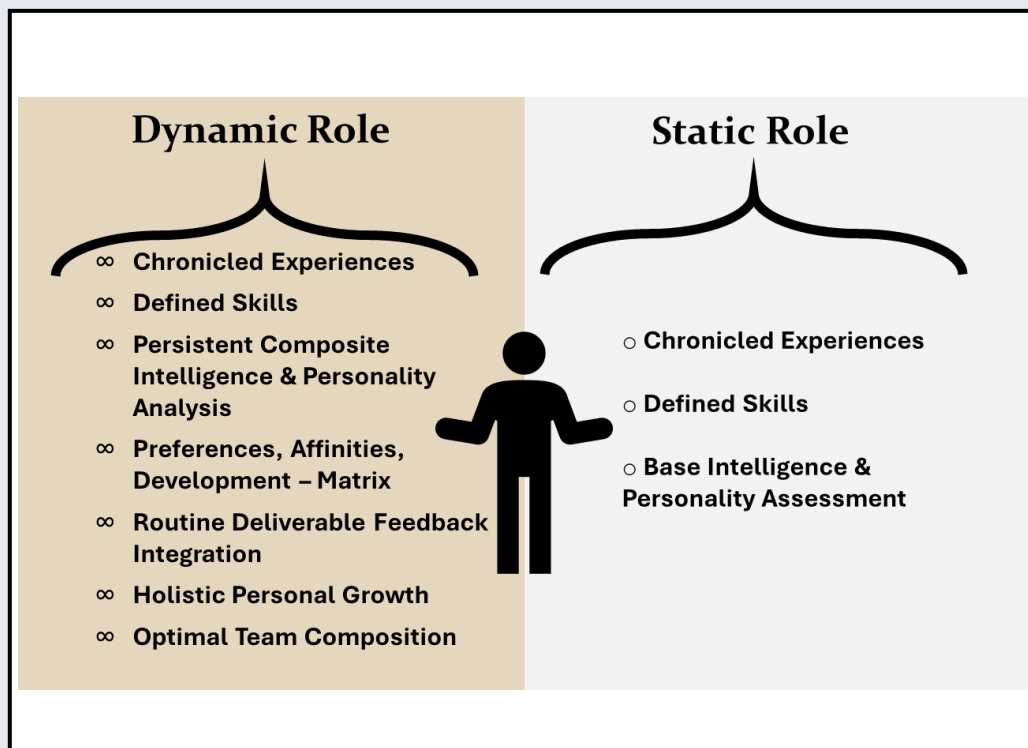 Dynamic Role
∞ Chronicled Experiences
∞ Defined Skills
∞ Persistent Composite
Intelligence & Personality
Analysis
∞ Preferences, Affinities,
Development – Matrix
∞ Routine Deliverable Feedback
Integration
∞ Holistic Personal Growth
∞ Optimal Team Composition
Static Role
○ Chronicled Experiences
○ Defined Skills
○ Base Intelligence &
Personality Assessment